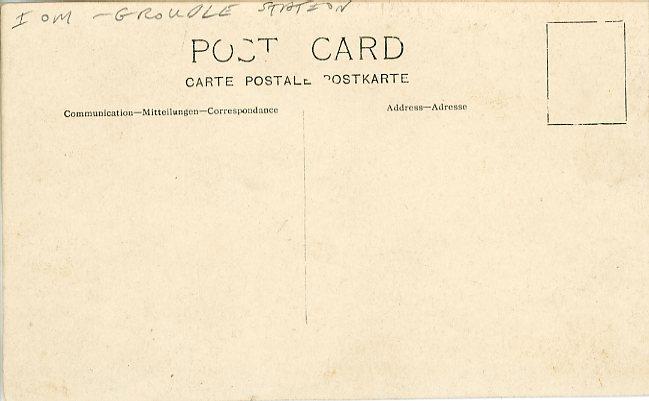 IOM - GROUDLE STATION
POST CARD
CARTE POSTALE POSTKARTE
Communication—Mitteilungen—Correspondance
Address—Adresse